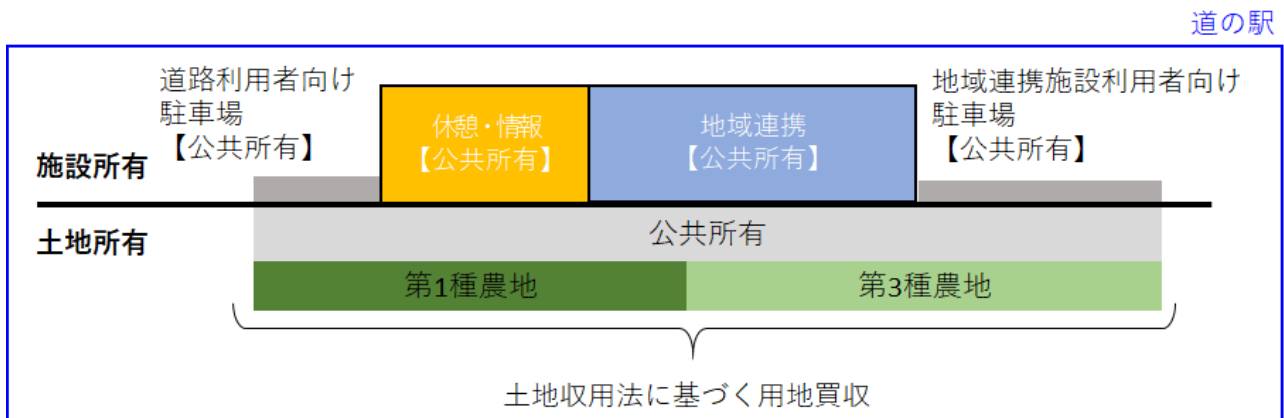 道の駅
道路利用者向け
駐車場
【公共所有】
休憩・情報
【公共所有】
地域連携
【公共所有】
地域連携施設利用者向け
駐車場
【公共所有】
施設所有
土地所有
公共所有
第1種農地
第3種農地
土地収用法に基づく用地買収